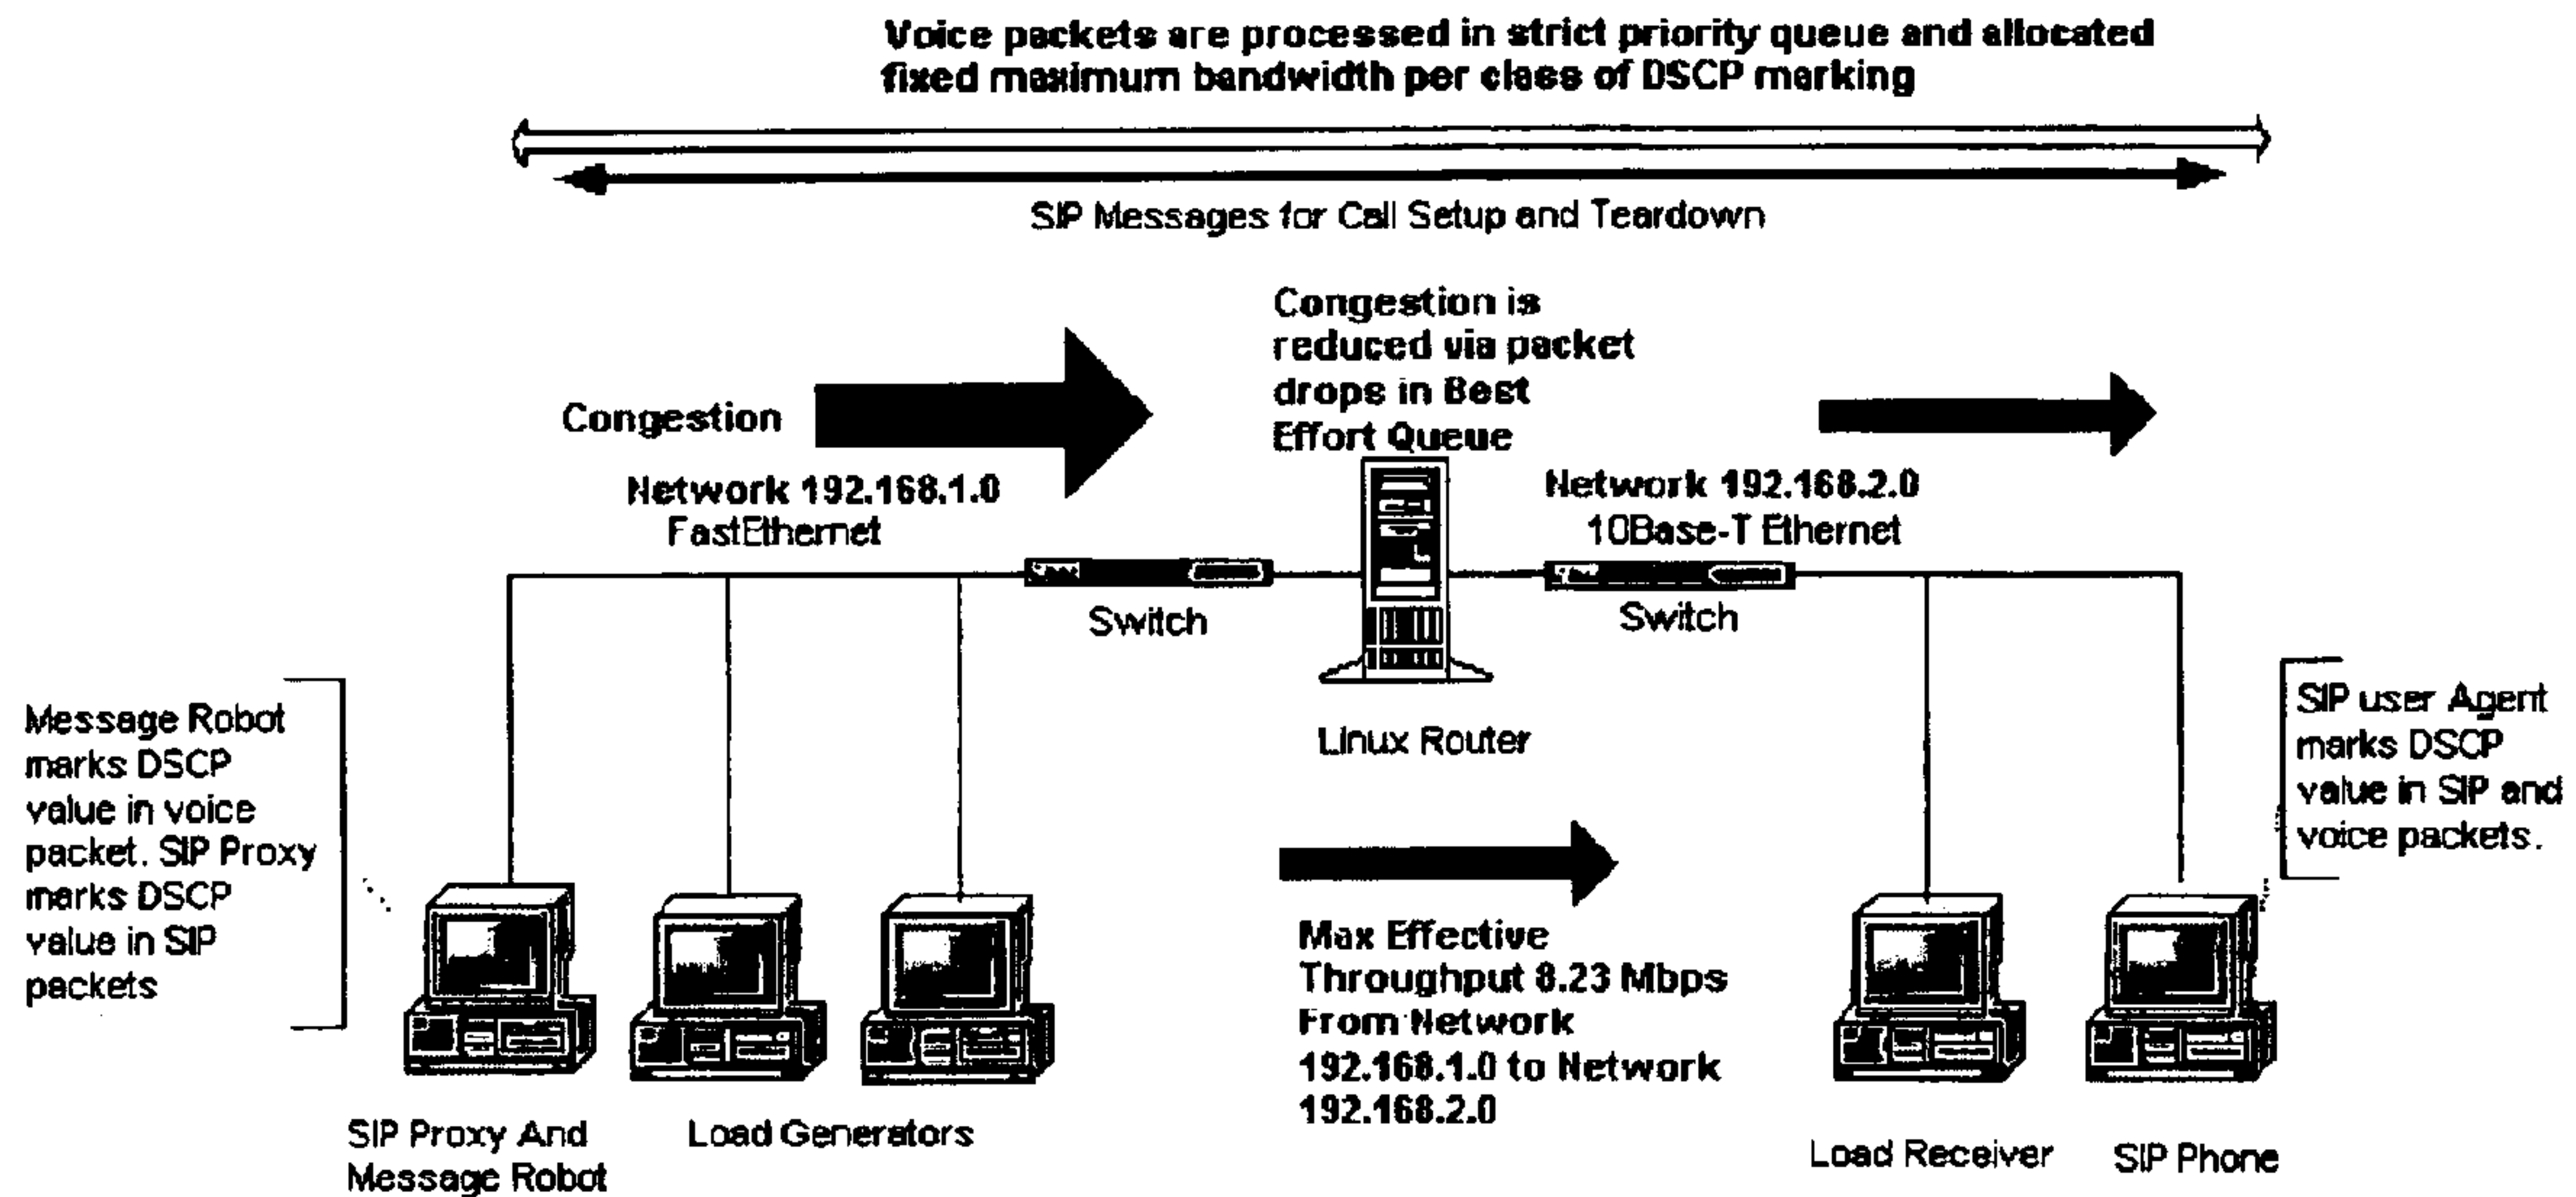 Voice packets are processed in strict priority queue and allocated
fixed maximum bandwidth per class of DSCP marking
SIP Messages for Call Setup and Teardown
Congestion is
reduced via packet
drops in Best
Effort Queue
Congestion
Network 192.168.1.0
FastEthernet
Network 192.168.2.0
10Base-T Ethernet
Switch
Switch
Linux Router
Message Robot
marks DSCP
value in voice
packet. SIP Proxy
marks DSCP
value in SIP
packets
SIP user Agent
marks DSCP
value in SIP and
voice packets.
Max Effective
Throughput 8.23 Mbps
From Network
192.168.1.0 to Network
192.168.2.0
SIP Proxy And
Message Robot
Load Generators
Load Receiver
SIP Phone